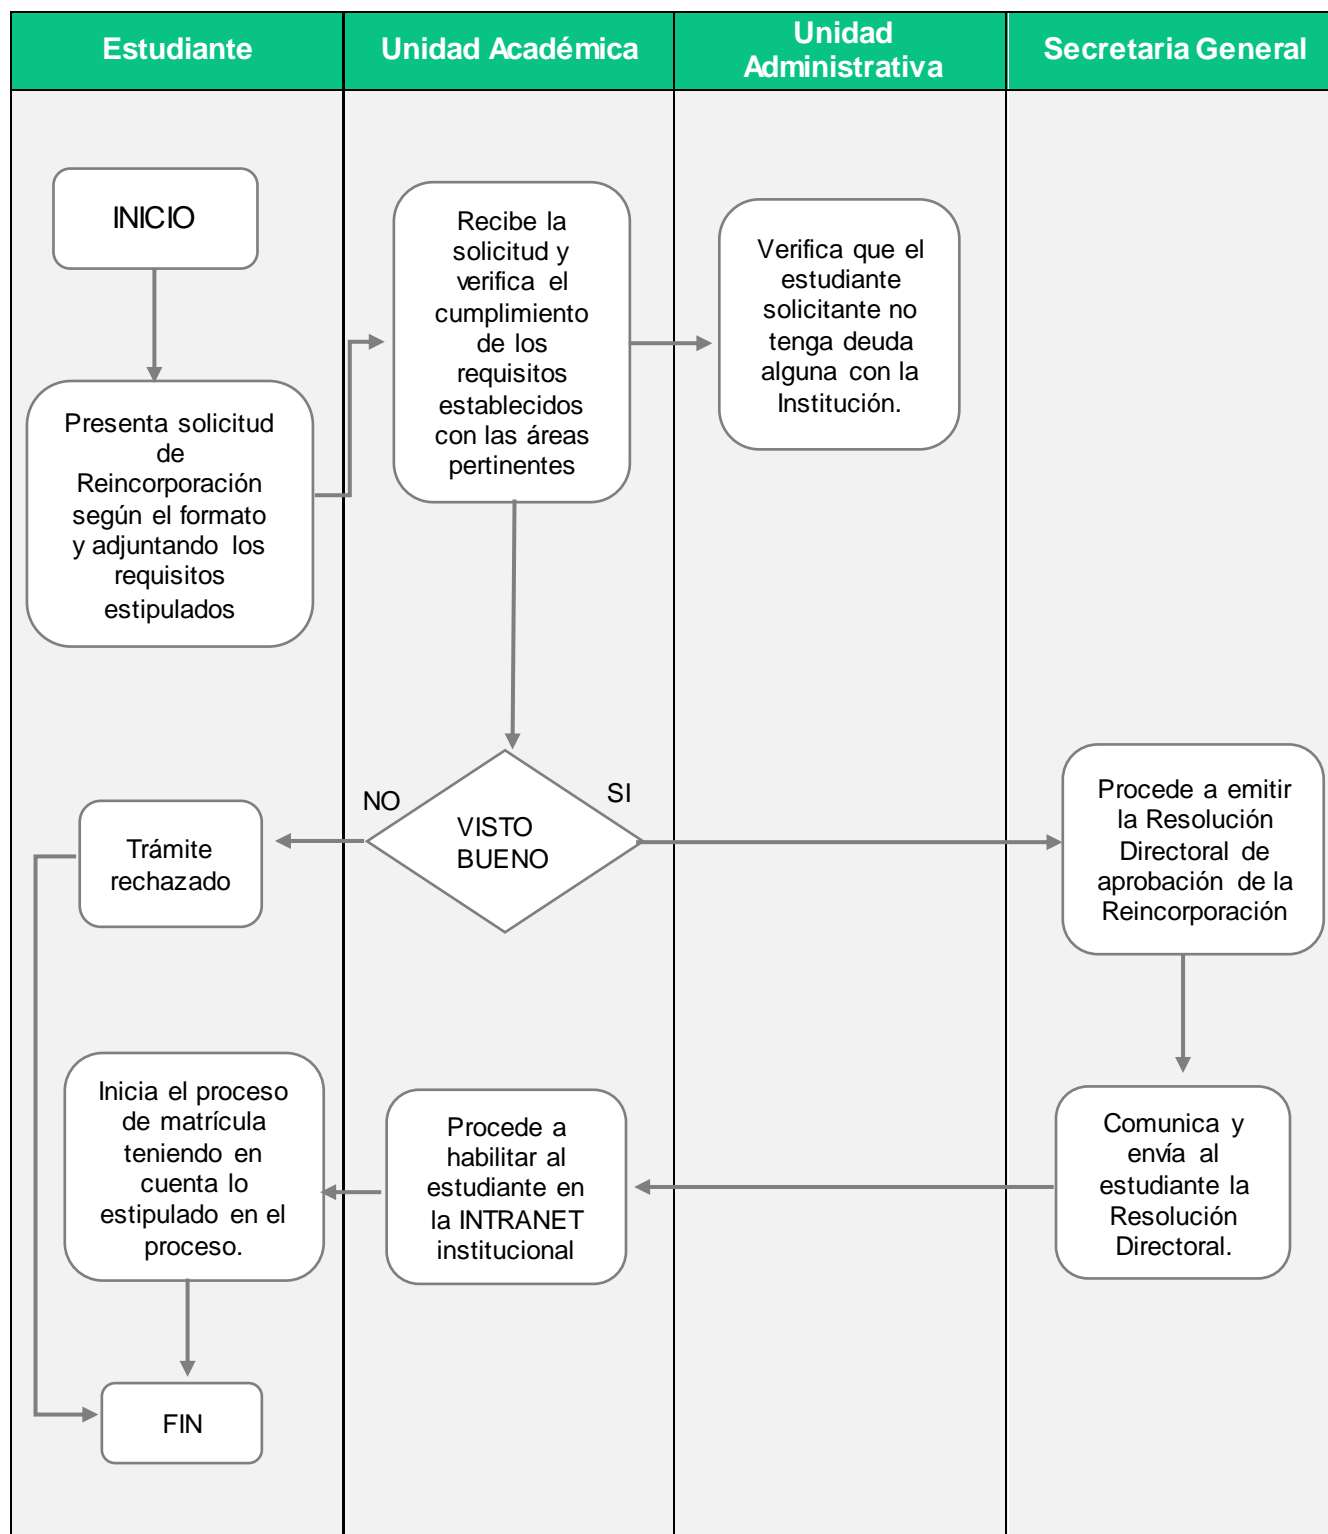 Estudiante
Unidad Académica
Unidad
Administrativa
Secretaria General
INICIO
Presenta solicitud
de
Reincorporación
según el formato
y adjuntando los
requisitos
estipulados
Recibe la
solicitud y
verifica el
cumplimiento
de los
requisitos
establecidos
con las áreas
pertinentes
Verifica que el
estudiante
solicitante no
tenga deuda
alguna con la
Institución.
NO
VISTO
BUENO
SI
Trámite
rechazado
Procede a emitir
la Resolución
Directoral de
aprobación de la
Reincorporación
Comunica y
envía al
estudiante la
Resolución
Directoral.
Procede a
habilitar al
estudiante en
la INTRANET
institucional
Inicia el proceso
de matrícula
teniendo en
cuenta lo
estipulado en el
proceso.
FIN